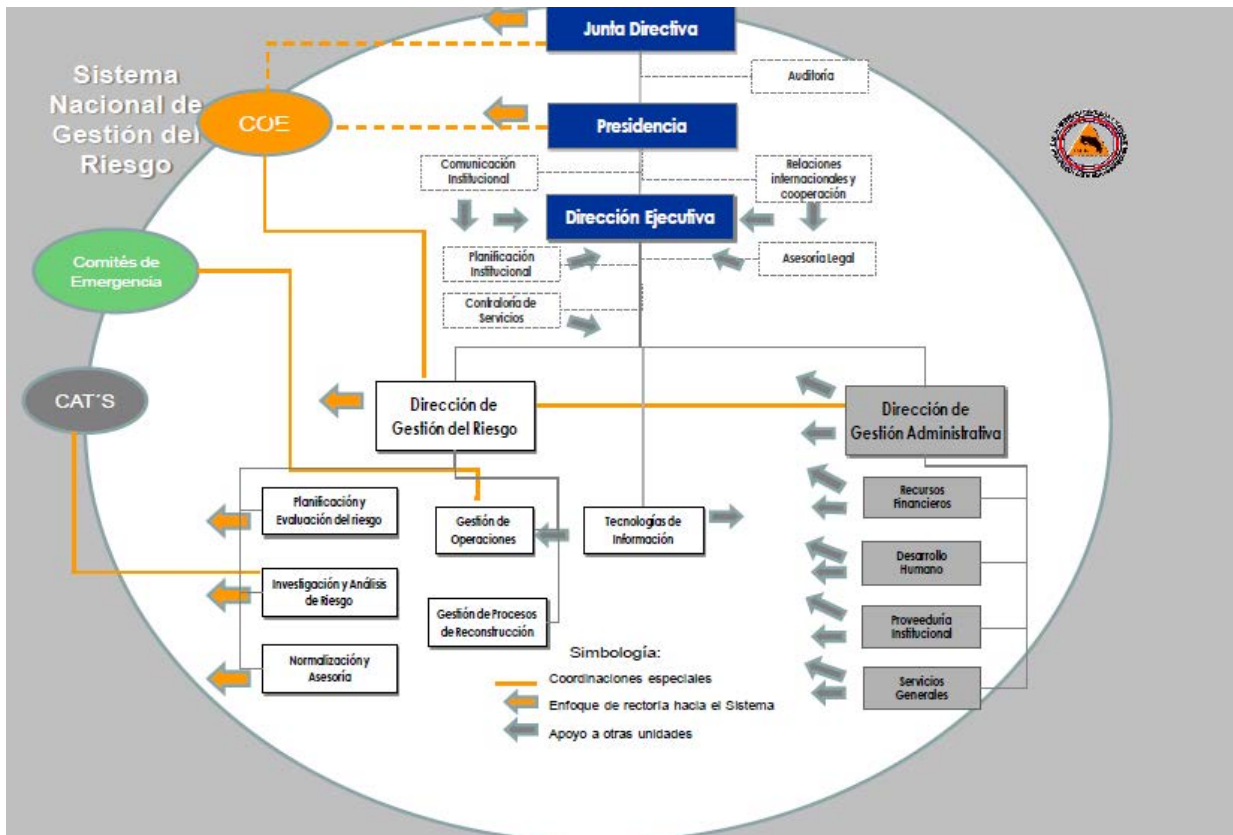 Junta Directiva
Sistema
Nacional de
Gestión del
Riesgo
Auditoría
COE
Presidencia
Comunicación
Institucional
Relaciones
internacionales y
cooperación
Dirección Ejecutiva
Comités de
Emergencia
Planificación
Institucional
Asesoría Legal
Contraloría de
Servicios
CAT´S
Dirección de
Gestión del Riesgo
Dirección de
Gestión Administrativa
Planificación y
Evaluación del riesgo
Gestión de
Operaciones
Tecnologías de
Información
Recursos
Financieros
Investigación y Análisis
de Riesgo
Desarrollo
Humano
Gestión de Procesos
de Reconstrucción
Proveeduría
Institucional
Normalización y
Asesoría
Servicios
Generales
Simbología:
Coordinaciones especiales
Enfoque de rectoría hacia el Sistema
Apoyo a otras unidades